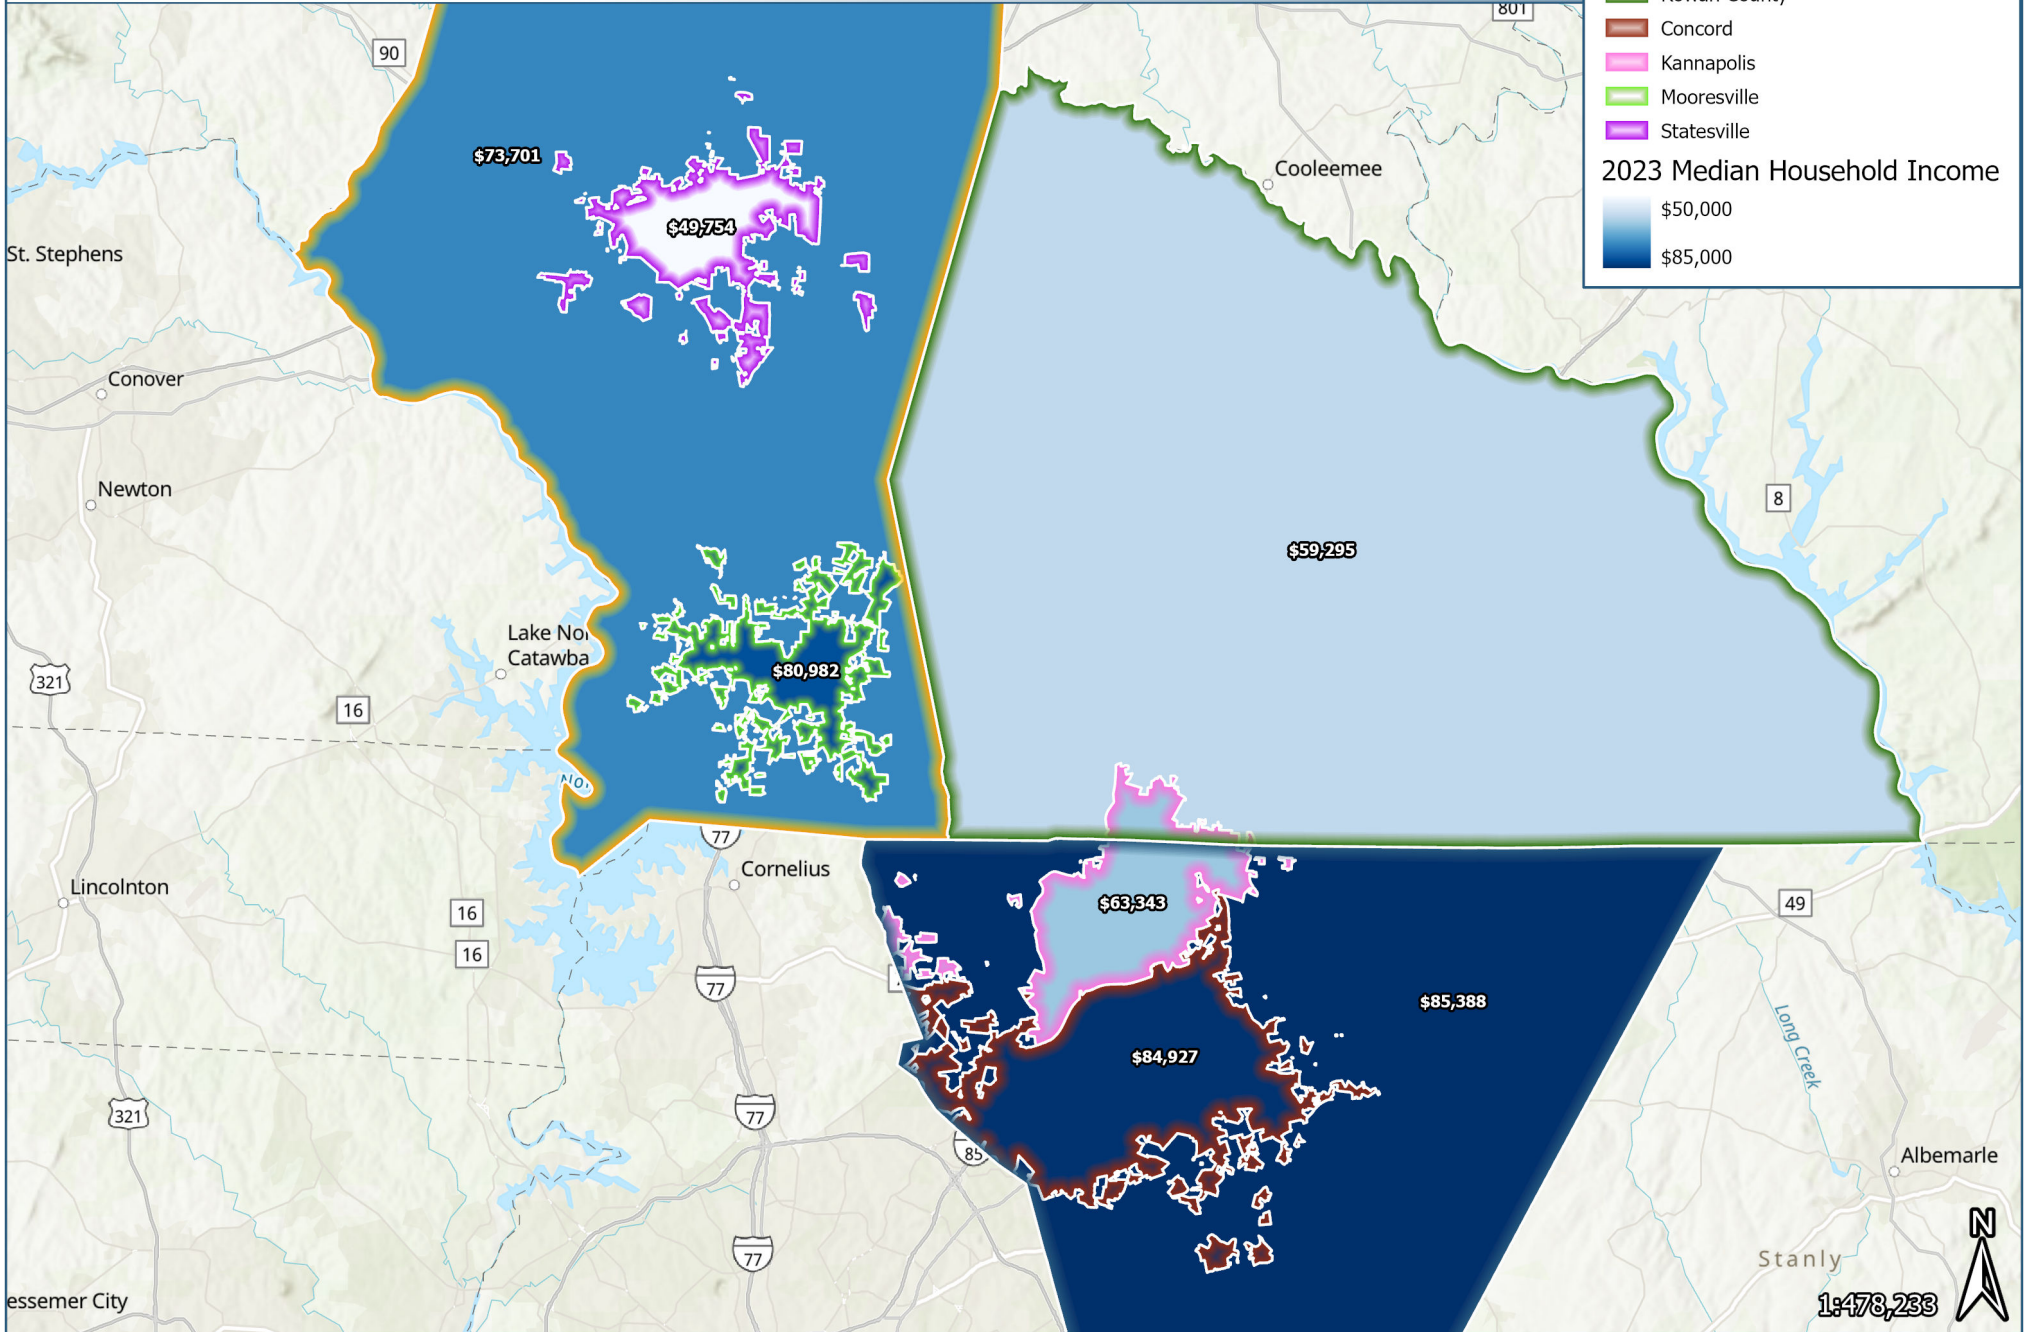 801
Rowan County
90
Concord
Kannapolis
Mooresville
Statesville
2023 Median Household Income
$50,000
$85,000
$73,701
Cooleemee
$49,754
St. Stephens
Conover
Newton
8
$59,295
Lake Nor
Catawba
$80,982
321
16
No.
77
Cornelius
Lincolnton
$63,343
49
16
16
77
$85,388
Long Creek
$84,927
321
77
85
Albemarle
77
N
Stanly
essemer City
1:478,233